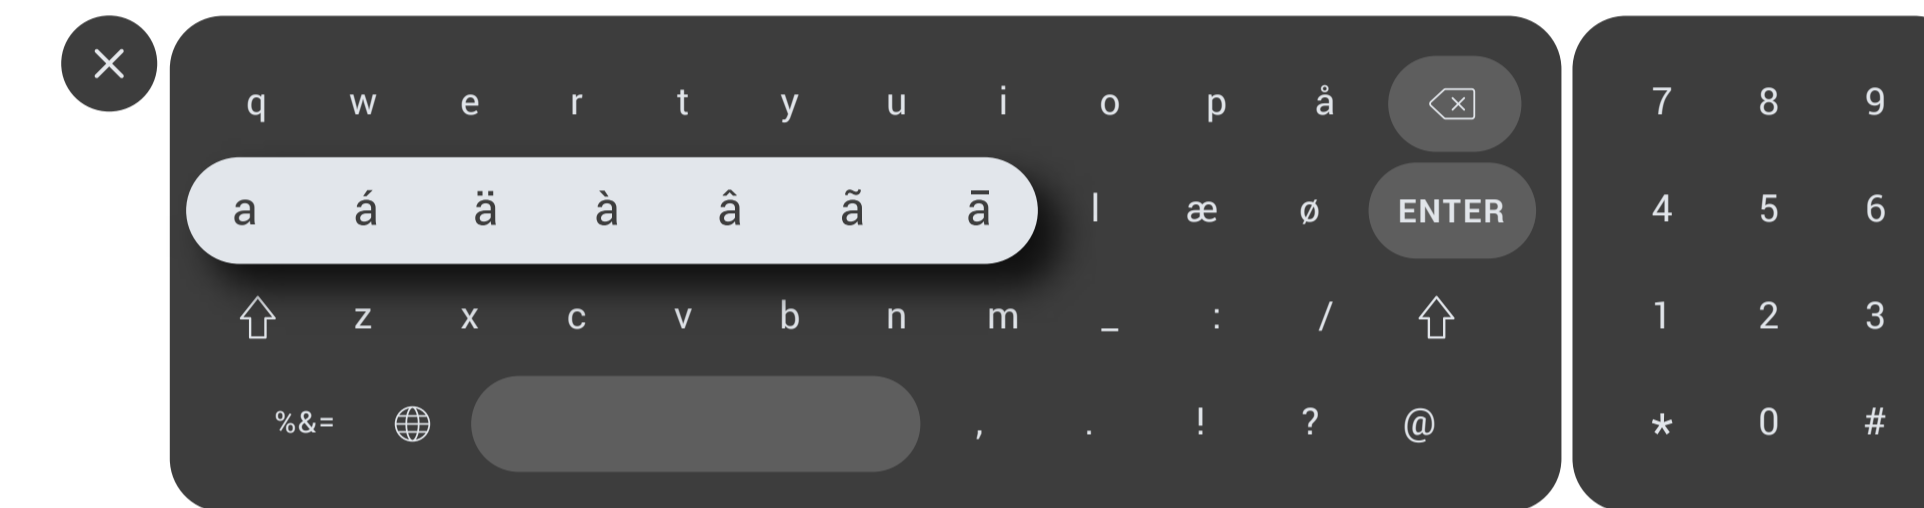 q w e r t y u i o p å 7 8 9
a á ä à â ã ā l æ ø ENTER 4 5 6
z x c v b n m _ : / 1 2 3
%&= , . ! ? @ * 0 #